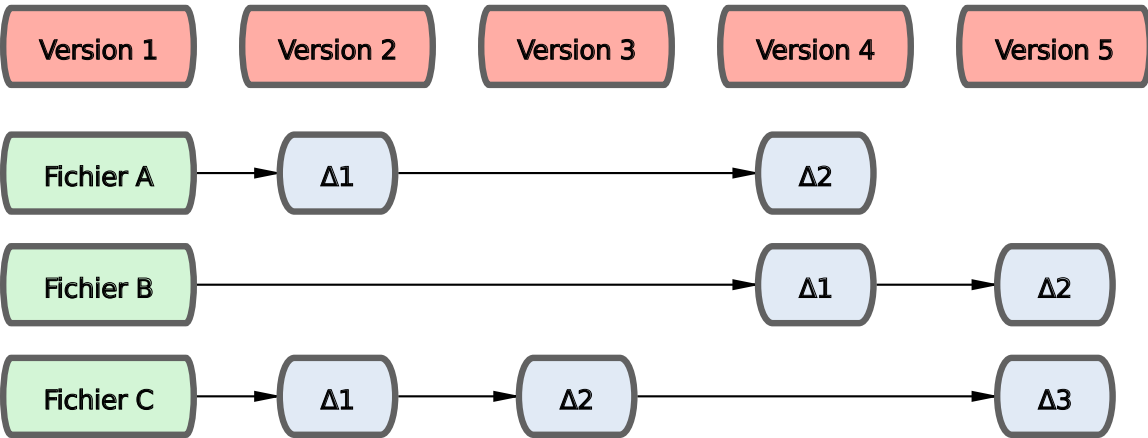 Version 1 Version 2 Version 3 Version 4 Version 5
Fichier A Δ1 Δ2
Fichier B Δ1 Δ2
Fichier C Δ1 Δ2 Δ3